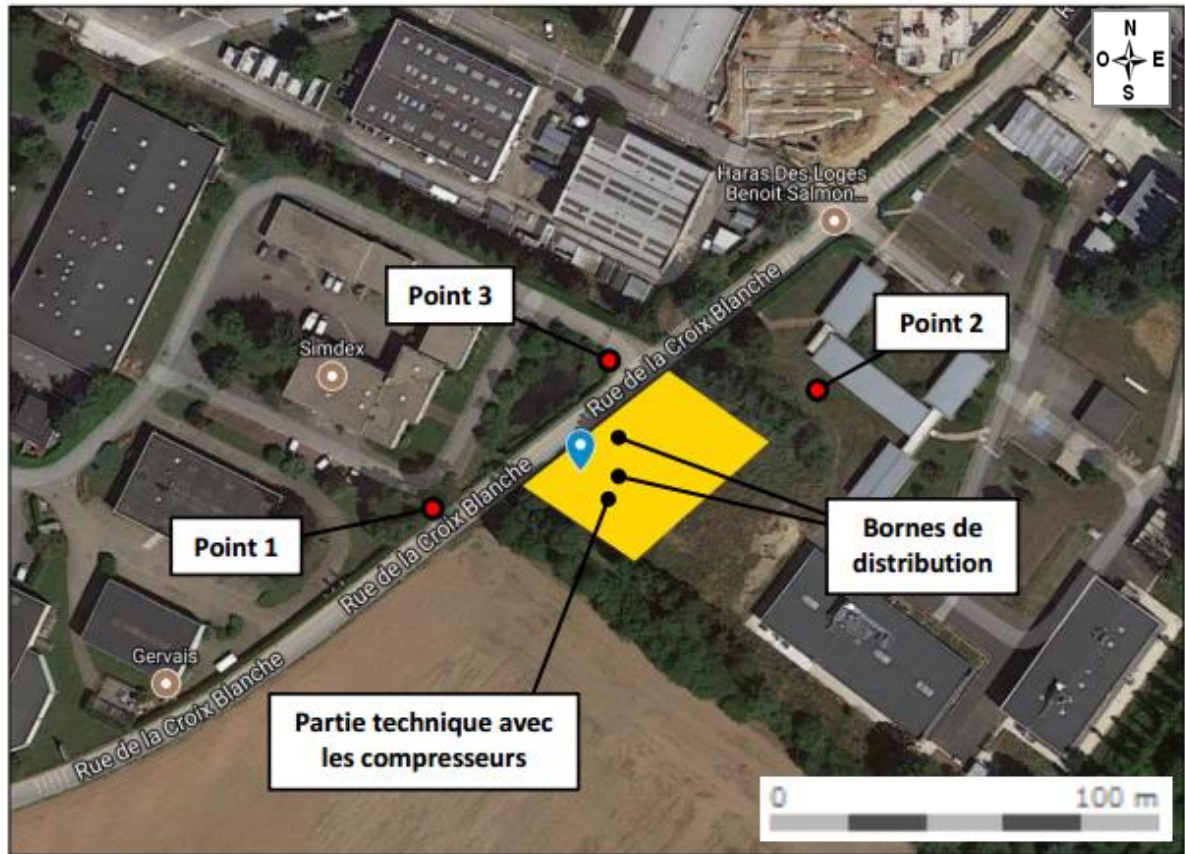 N
O E
S
R
Haras Des Loges
Benoit Salmon...
Point 3
Rue de la Croix Blanche
Point 2
Simdex
Rue de la Croix Blanche
Point 1
Bornes de
distribution
Gervais
Rue de la Croix Blanche
Partie technique avec
les compresseurs
0 100 m